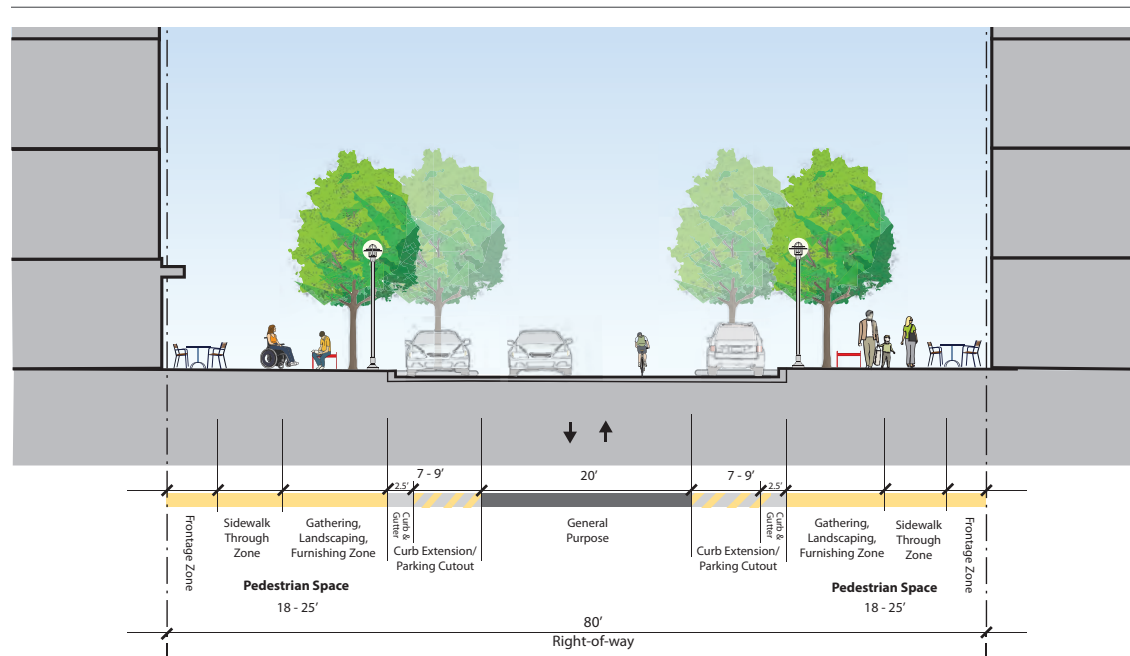 7 - 9’
20’
7 - 9’
2.5’
2.5’
Frontage Zone
Sidewalk
Through
Zone
Gathering,
Landscaping,
Furnishing Zone
Curb &
Gutter
Curb Extension/
Parking Cutout
General
Purpose
Curb Extension/
Parking Cutout
Curb &
Gutter
Gathering,
Landscaping,
Furnishing Zone
Sidewalk
Through
Zone
Frontage Zone
Pedestrian Space
18 - 25’
Pedestrian Space
18 - 25’
80’
Right-of-way